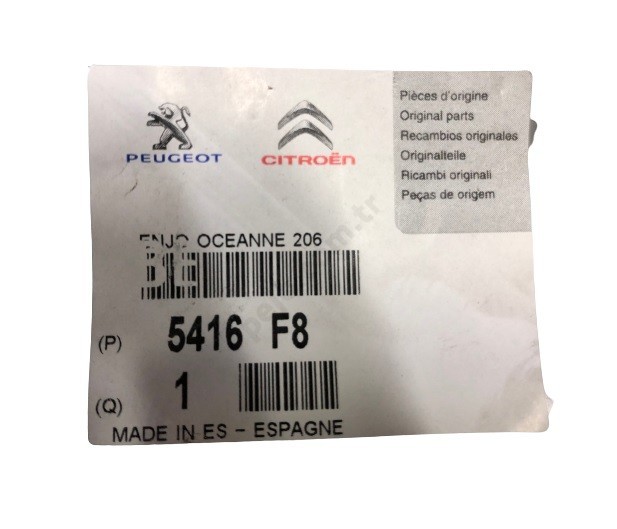 PEUGEOT
CITROËN
Pièces d'origine
Original parts
Recambios originales
Originalteile
Ricambi originali
Peças de origem
ENJO OCEANNE 206
(P) 5416 F8
(Q) 1
MADE IN ES - ESPAGNE